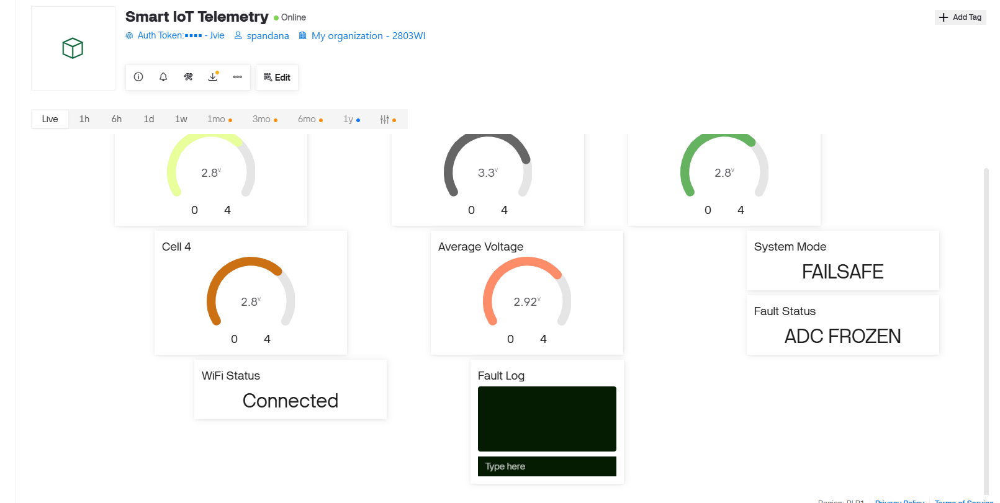 Smart IoT Telemetry Online
Add Tag
Auth Token:▪▪▪▪ - Jvie spandana My organization - 2803WI
Edit
Live 1h 6h 1d 1w 1mo 3mo 6mo 1y
2.8V 3.3V 2.8V
0 4 0 4 0 4
Cell 4
2.8V
0 4
Average Voltage
2.92V
0 4
System Mode
FAILSAFE
Fault Status
ADC FROZEN
WiFi Status
Connected
Fault Log
Type here
Region: BLR1 Privacy Policy Terms of Service